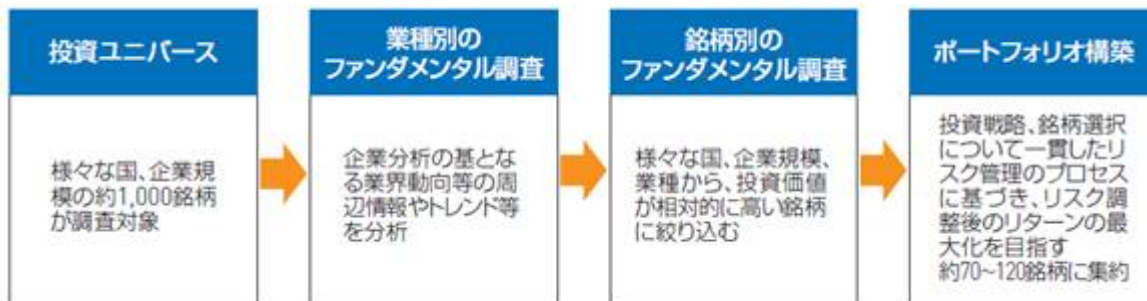 投資ユニバース
様々な国、企業規
模の約1,000銘柄
が調査対象
業種別の
ファンダメンタル調査
企業分析の基とな
る業界動向等の周
辺情報やトレンド等
を分析
銘柄別の
ファンダメンタル調査
様々な国、企業規模、
業種から、投資価値
が相対的に高い銘柄
に絞り込む
ポートフォリオ構築
投資戦略、銘柄選択
について一貫したリ
スク管理のプロセス
に基づき、リスク調
整後のリターンの最
大化を目指す
約70~120銘柄に集約